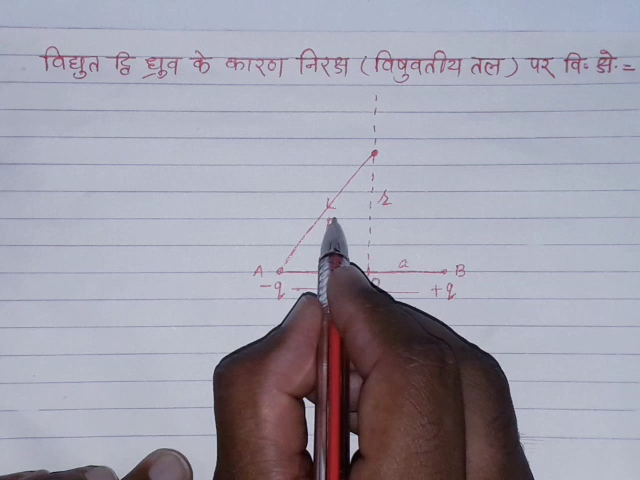 विद्युत द्वि ध्रुव के कारण निरक्ष (विषुवतीय तल) पर वि॰ क्षे॰ =
r
A a B
-q +q